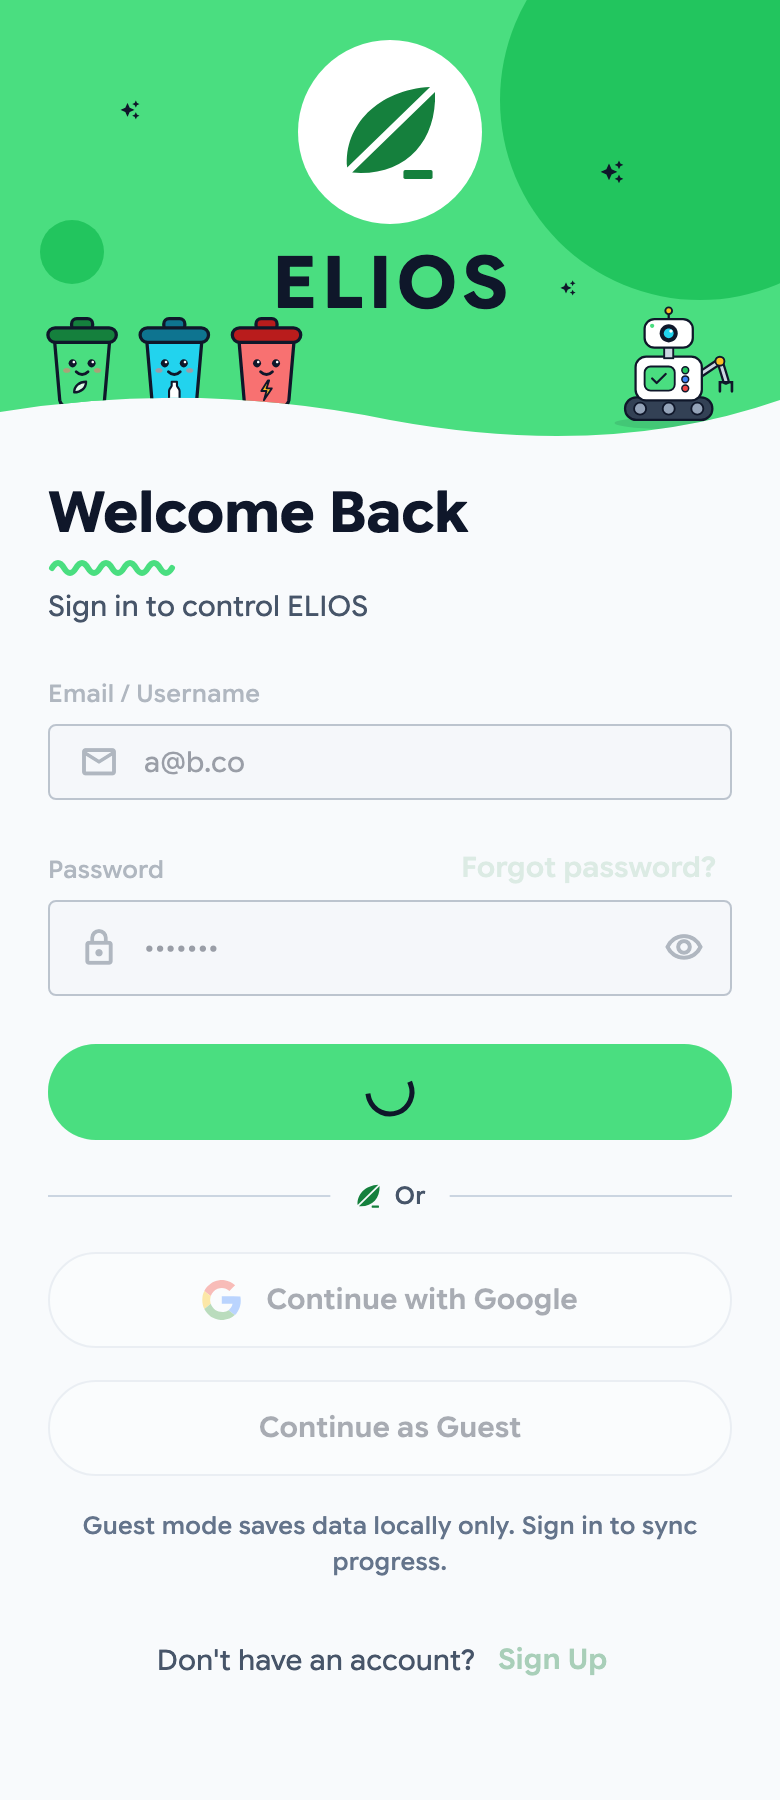 ELIOS
Welcome Back
Sign in to control ELIOS
Email / Username
a@b.co
Password
Forgot password?
•••••••
Or
Continue with Google
Continue as Guest
Guest mode saves data locally only. Sign in to sync
progress.
Don't have an account? Sign Up